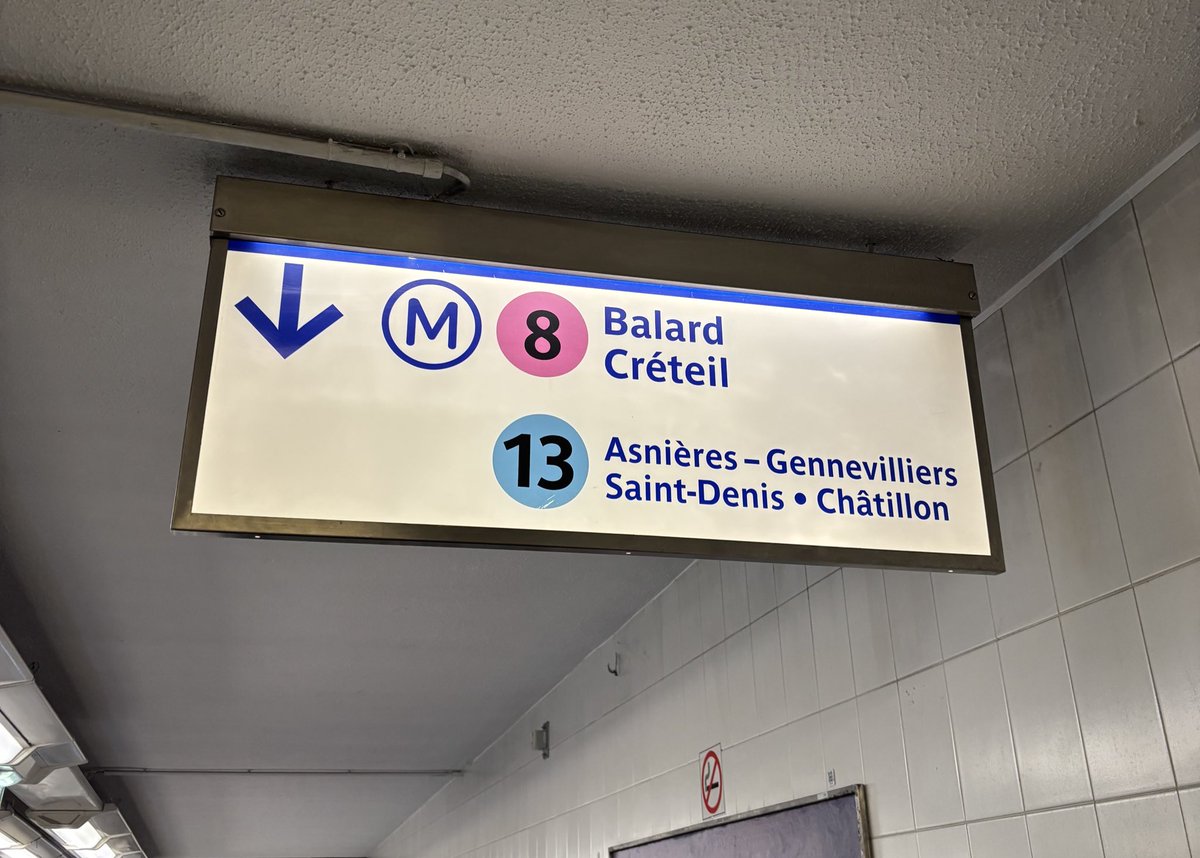 M 8 Balard
Créteil
13 Asnières – Gennevilliers
Saint-Denis • Châtillon